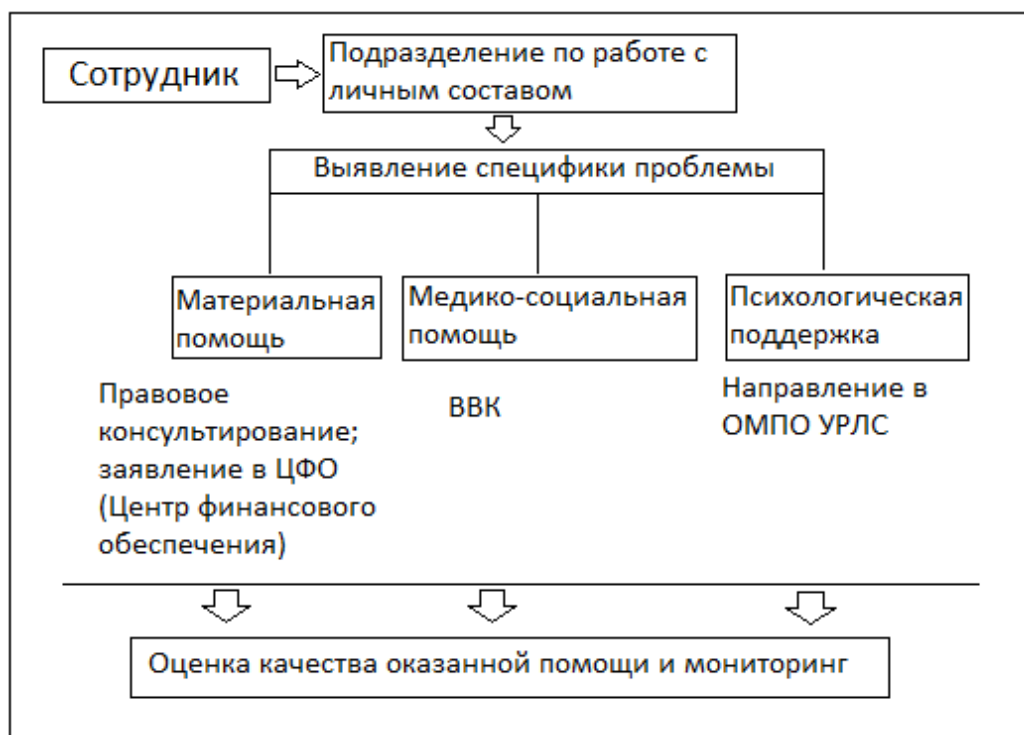 Сотрудник
Подразделение по работе с
личным составом
Выявление специфики проблемы
Материальная
помощь
Медико-социальная
помощь
Психологическая
поддержка
Правовое
консультирование;
заявление в ЦФО
(Центр финансового
обеспечения)
ВВК
Направление в
ОМПО УРЛС
Оценка качества оказанной помощи и мониторинг